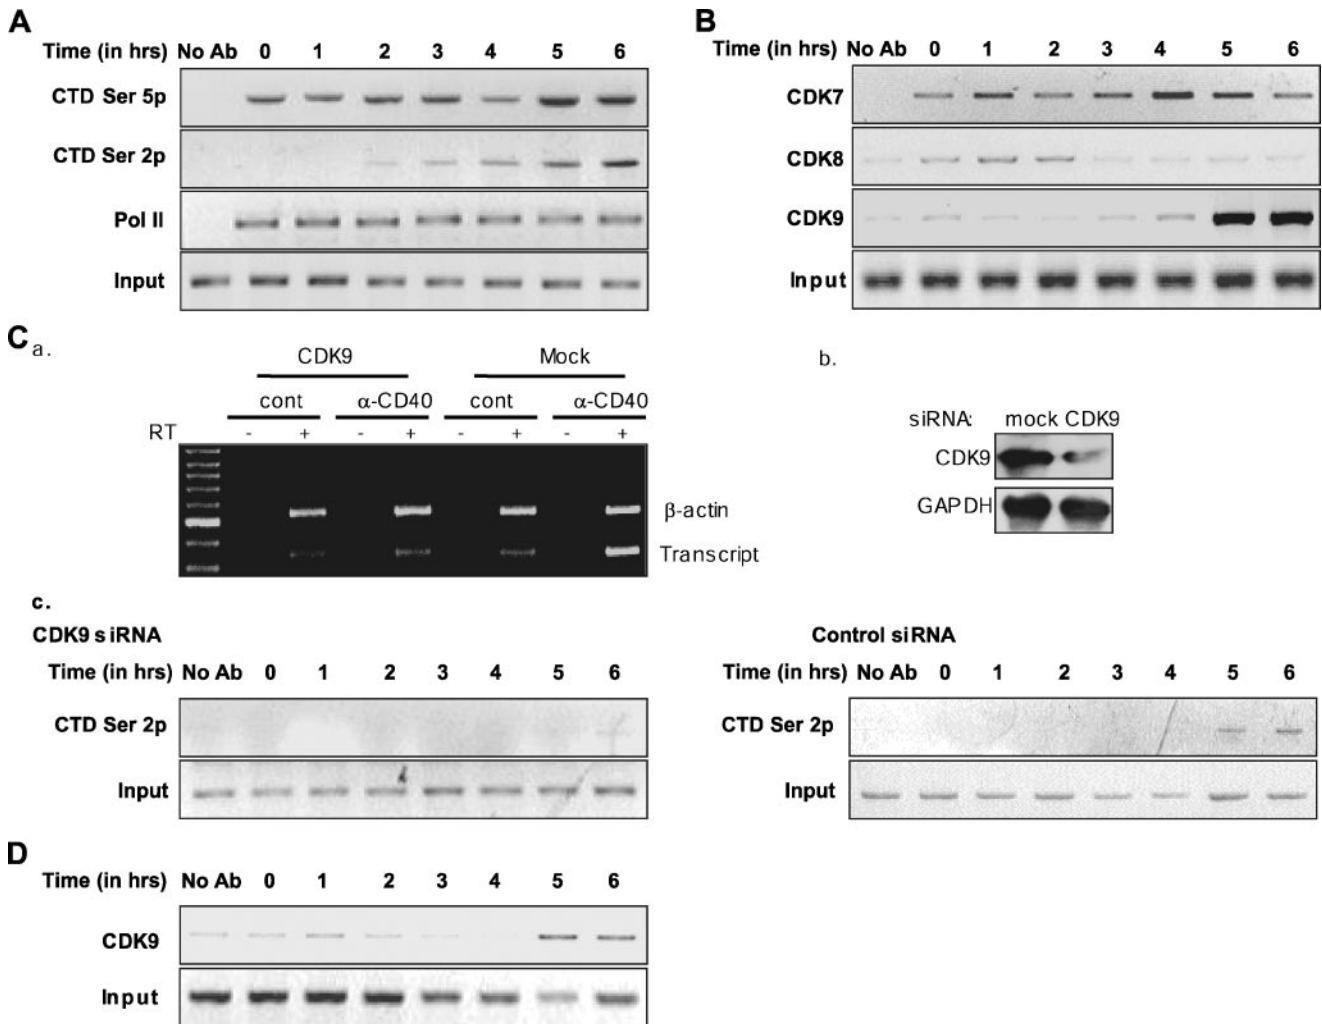 A
Time (in hrs) No Ab 0 1 2 3 4 5 6
CTD Ser 5p
CTD Ser 2p
Pol II
Input
B
Time (in hrs) No Ab 0 1 2 3 4 5 6
CDK7
CDK8
CDK9
Input
C
a.
CDK9 Mock
cont α-CD40 cont α-CD40
RT - + - + - + - +
β-actin
Transcript
b.
siRNA: mock CDK9
CDK9
GAPDH
c.
CDK9 siRNA
Time (in hrs) No Ab 0 1 2 3 4 5 6
CTD Ser 2p
Input
Control siRNA
Time (in hrs) No Ab 0 1 2 3 4 5 6
CTD Ser 2p
Input
D
Time (in hrs) No Ab 0 1 2 3 4 5 6
CDK9
Input